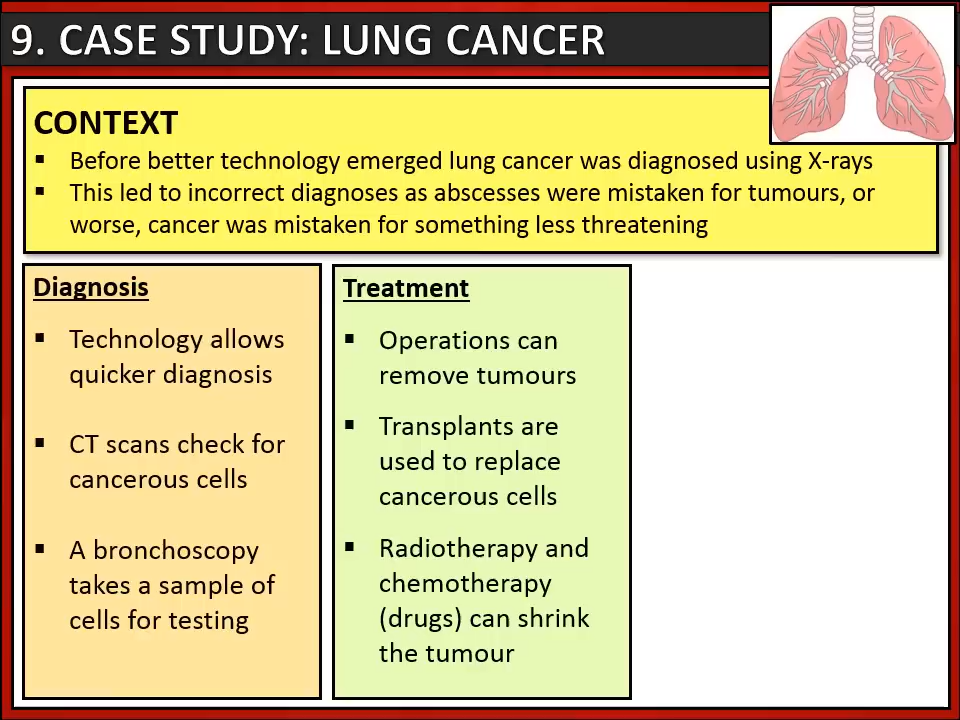 9. CASE STUDY: LUNG CANCER
CONTEXT
▪ Before better technology emerged lung cancer was diagnosed using X-rays
▪ This led to incorrect diagnoses as abscesses were mistaken for tumours, or
worse, cancer was mistaken for something less threatening
Diagnosis
▪ Technology allows
quicker diagnosis
▪ CT scans check for
cancerous cells
▪ A bronchoscopy
takes a sample of
cells for testing
Treatment
▪ Operations can
remove tumours
▪ Transplants are
used to replace
cancerous cells
▪ Radiotherapy and
chemotherapy
(drugs) can shrink
the tumour